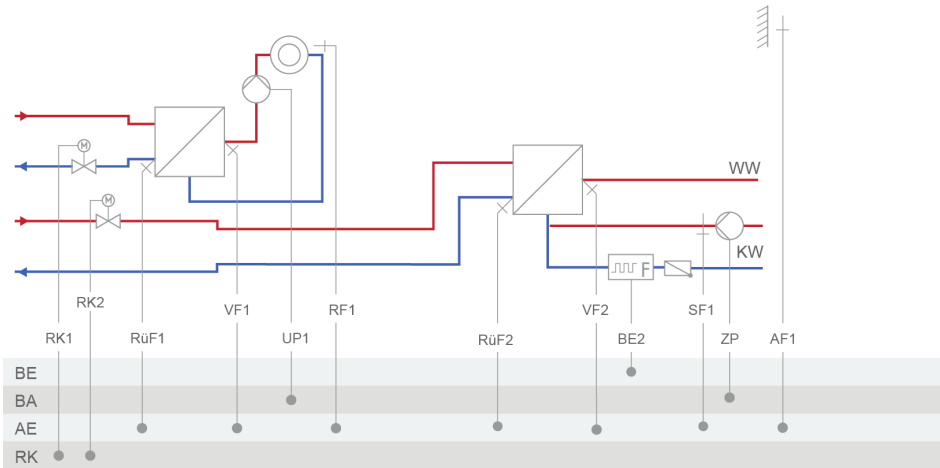 M
M
F
WW
KW
RK1
RK2
RüF1
VF1
UP1
RF1
RüF2
VF2
BE2
SF1
ZP
AF1
BE
BA
AE
RK